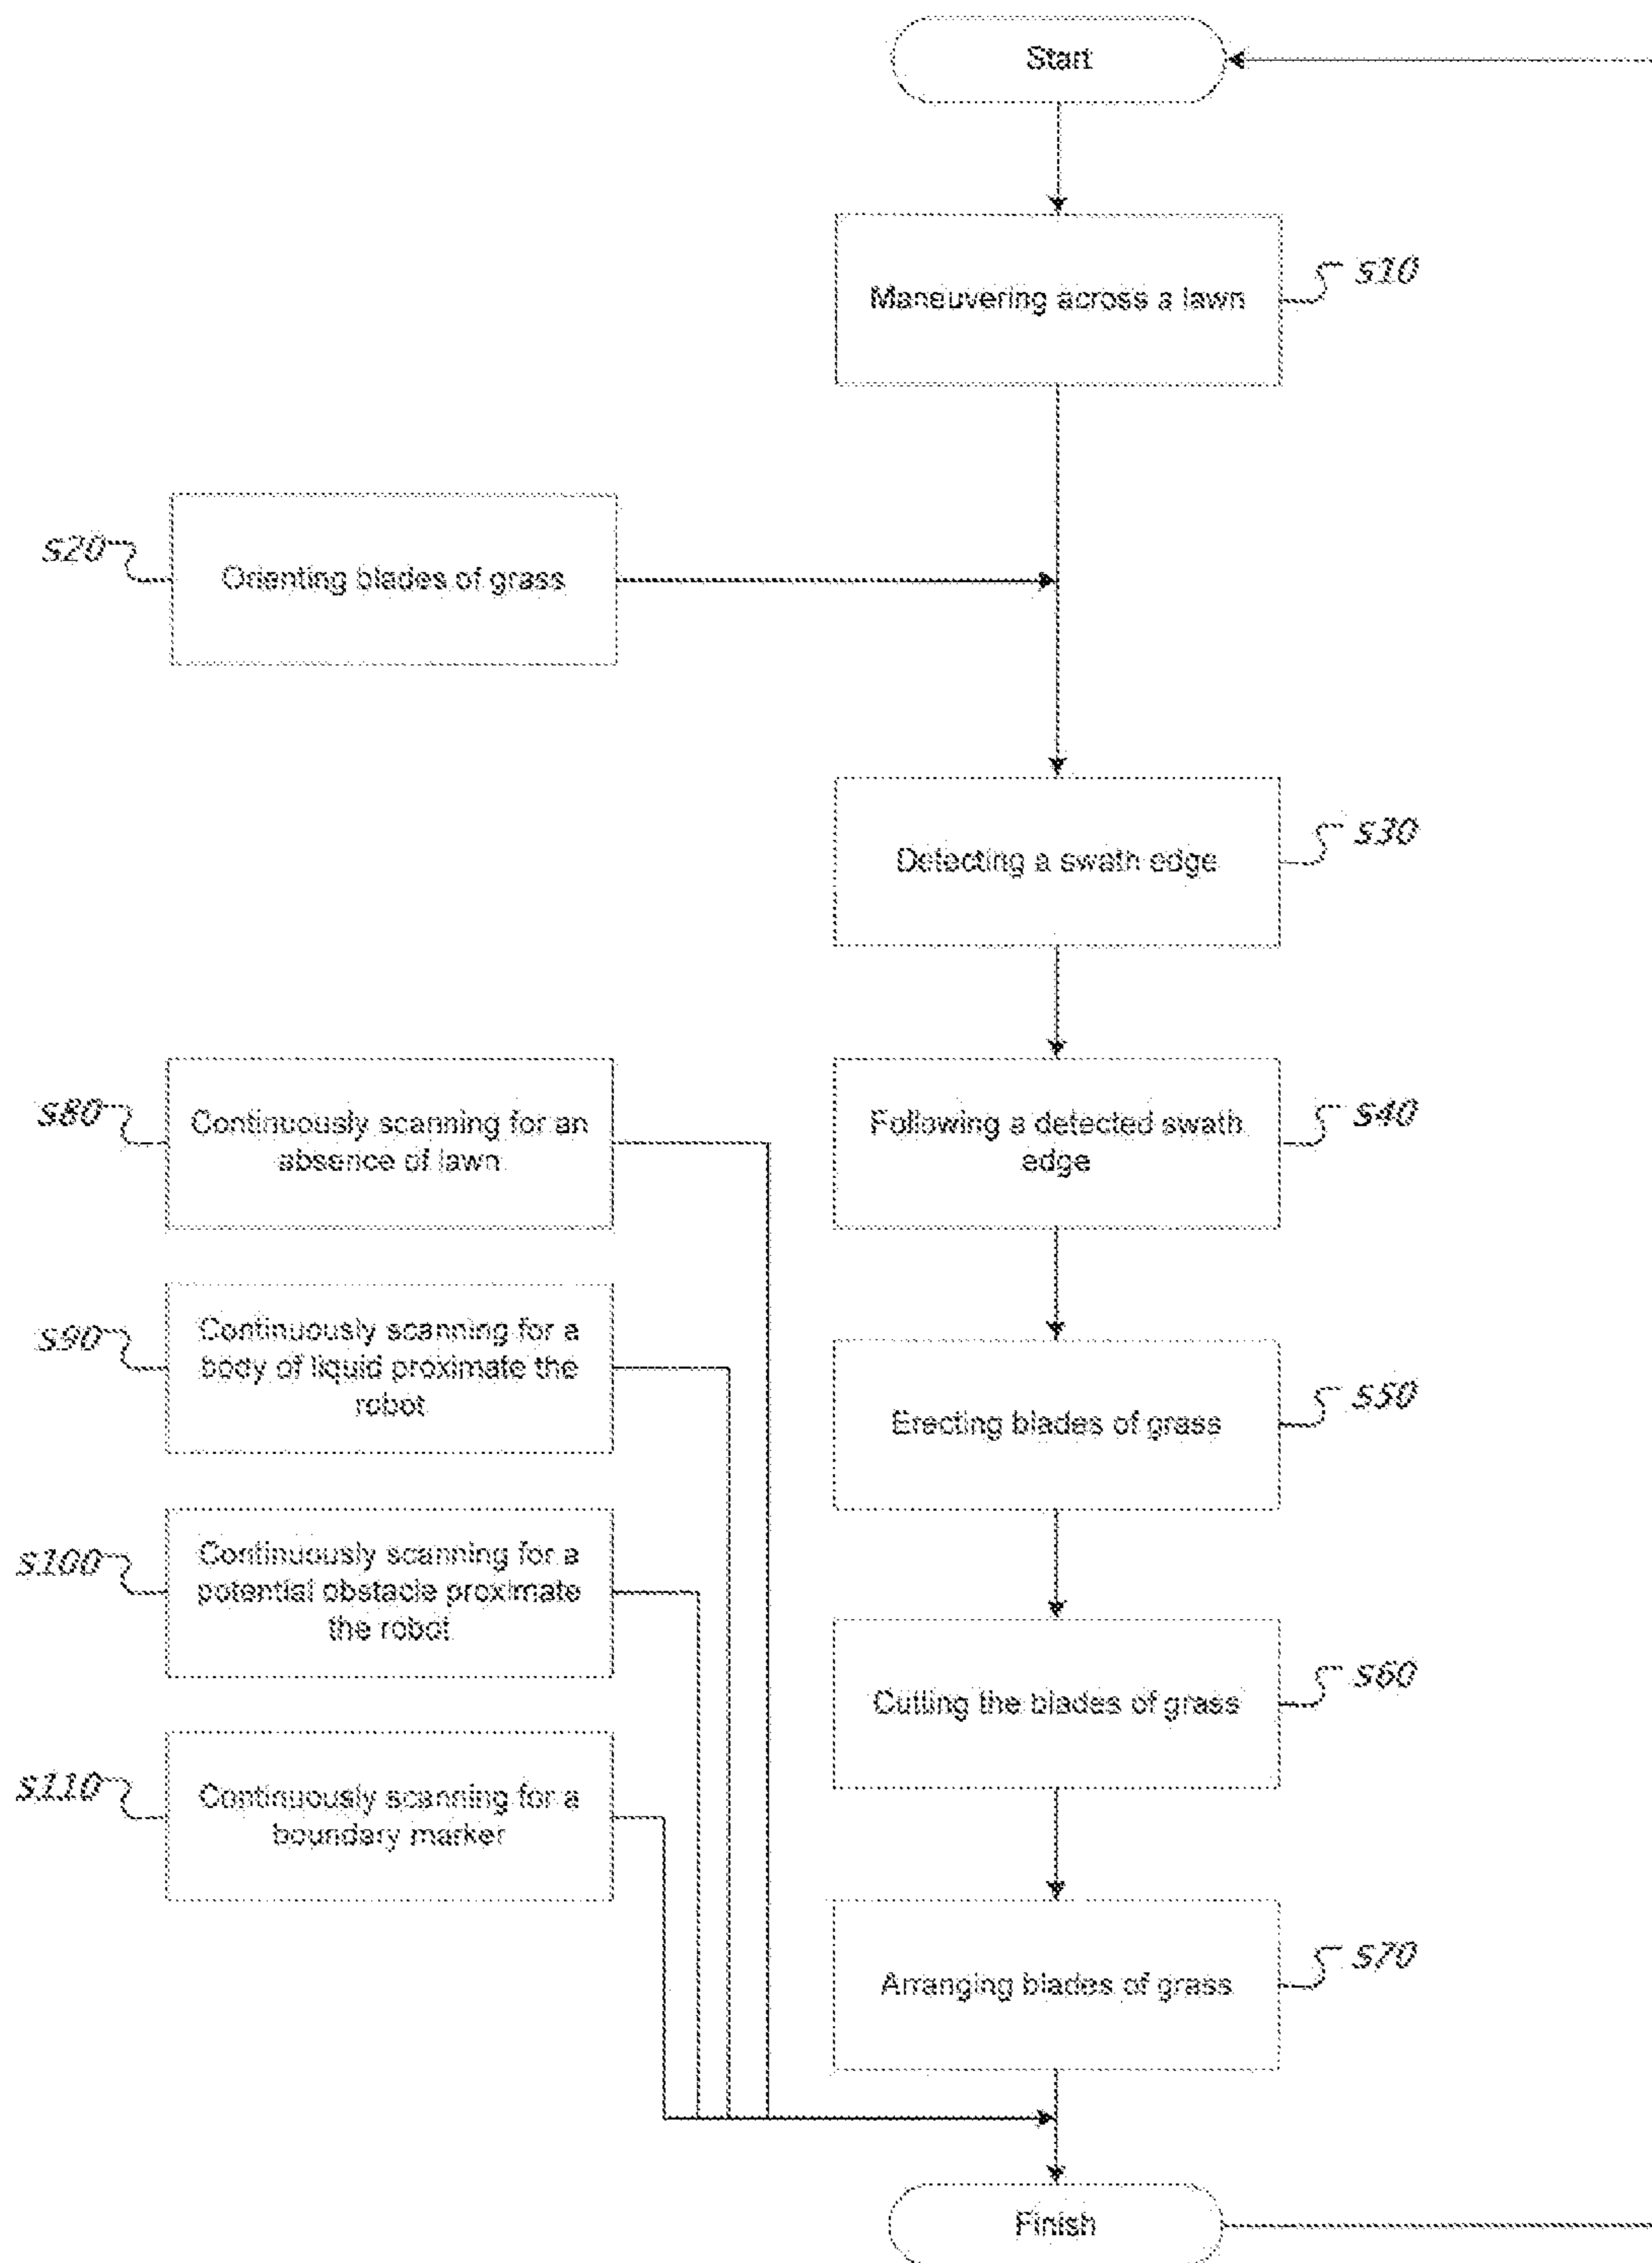 Start
Maneuvering across a lawn
S10
S20
Orienting blades of grass
Detecting a swath edge
S30
S80
Continuously scanning for an
absence of lawn
Following a detected swath
edge
S40
S90
Continuously scanning for a
body of liquid proximate the
robot
Erecting blades of grass
S50
S100
Continuously scanning for a
potential obstacle proximate
the robot
Cutting the blades of grass
S60
S110
Continuously scanning for a
boundary marker
Arranging blades of grass
S70
Finish